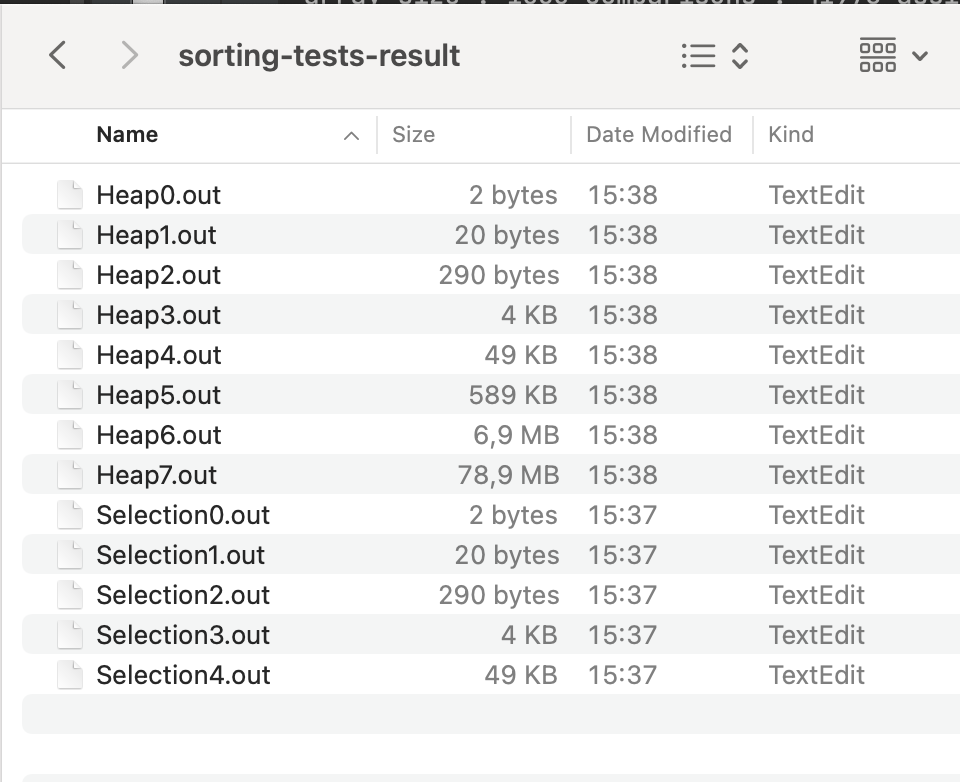 sorting-tests-result
Name Size Date Modified Kind
Heap0.out 2 bytes 15:38 TextEdit
Heap1.out 20 bytes 15:38 TextEdit
Heap2.out 290 bytes 15:38 TextEdit
Heap3.out 4 KB 15:38 TextEdit
Heap4.out 49 KB 15:38 TextEdit
Heap5.out 589 KB 15:38 TextEdit
Heap6.out 6,9 MB 15:38 TextEdit
Heap7.out 78,9 MB 15:38 TextEdit
Selection0.out 2 bytes 15:37 TextEdit
Selection1.out 20 bytes 15:37 TextEdit
Selection2.out 290 bytes 15:37 TextEdit
Selection3.out 4 KB 15:37 TextEdit
Selection4.out 49 KB 15:37 TextEdit